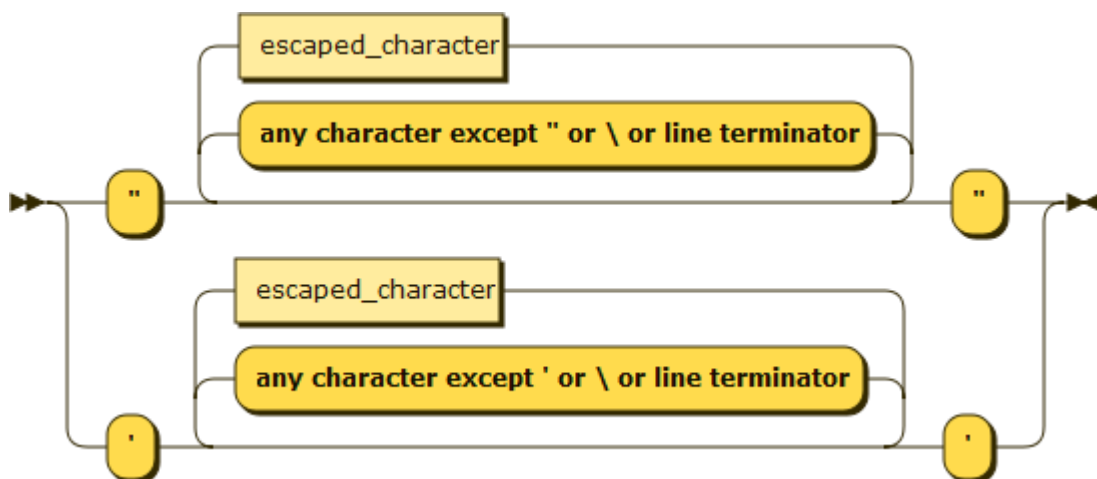 escaped_character
any character except " or \ or line terminator
" "
escaped_character
any character except ' or \ or line terminator
' '